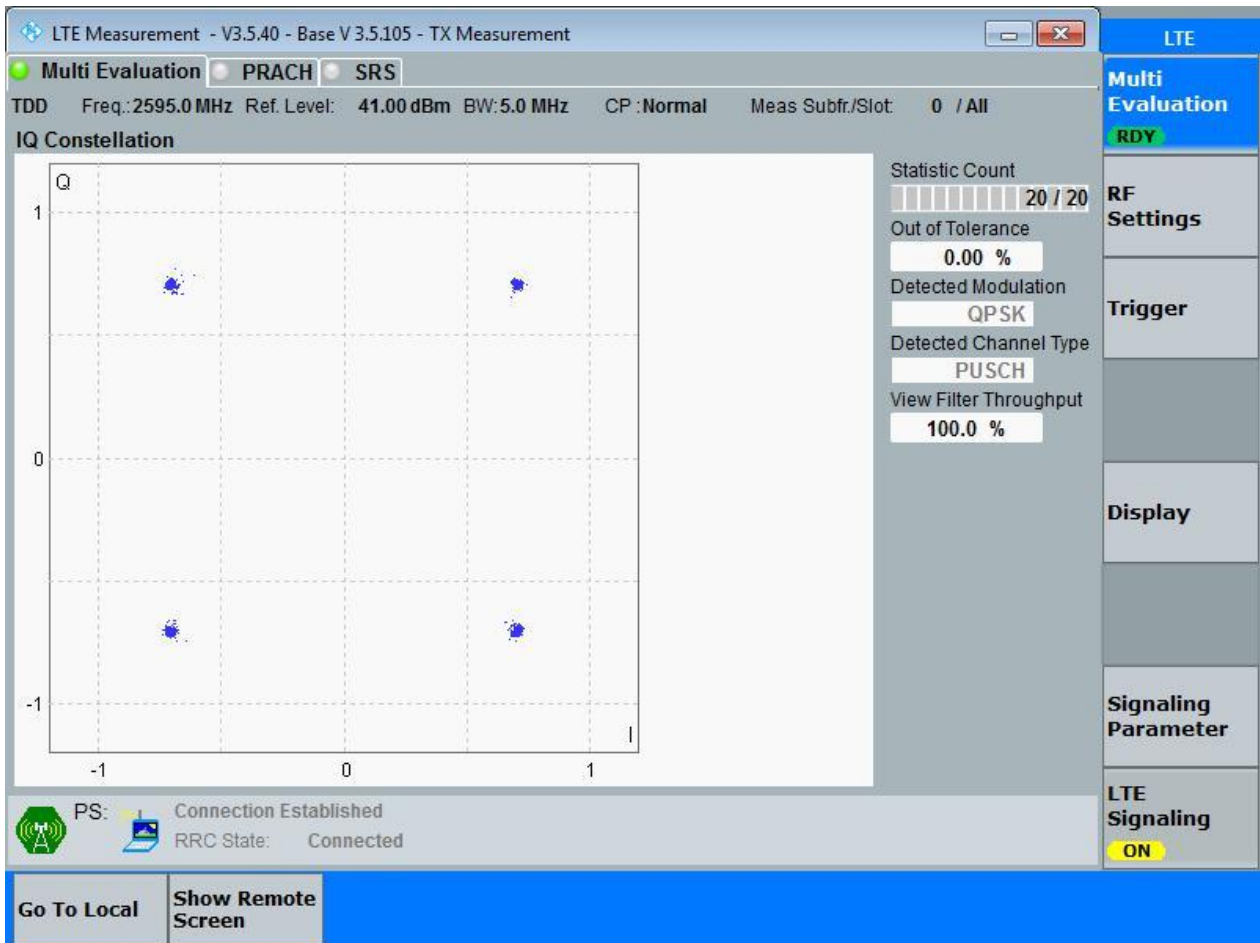 LTE Measurement - V3.5.40 - Base V 3.5.105 - TX Measurement
LTE
Multi Evaluation PRACH SRS
TDD Freq.: 2595.0 MHz Ref. Level: 41.00 dBm BW: 5.0 MHz CP : Normal Meas Subfr./Slot: 0 / All
IQ Constellation
Q
1
0
-1
I
-1 0 1
Statistic Count
20 / 20
Out of Tolerance
0.00 %
Detected Modulation
QPSK
Detected Channel Type
PUSCH
View Filter Throughput
100.0 %
Multi
Evaluation
RDY
RF
Settings
Trigger
Display
Signaling
Parameter
LTE
Signaling
ON
PS: Connection Established
RRC State: Connected
Go To Local
Show Remote
Screen